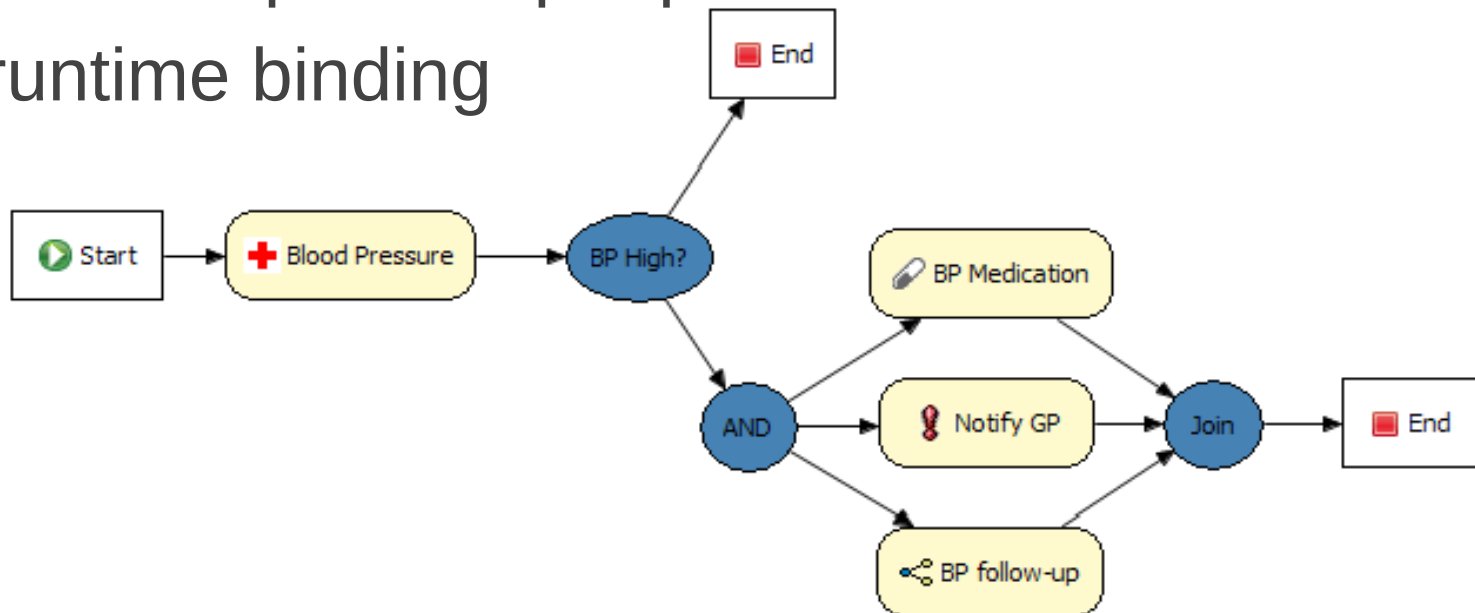 runtime binding
End
Start
Blood Pressure
BP High?
BP Medication
AND
Notify GP
Join
End
BP follow-up